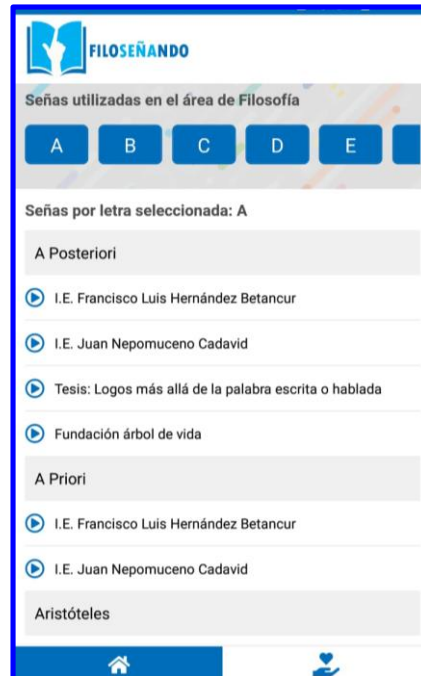 FILOSEÑANDO
Señas utilizadas en el área de Filosofía
A B C D E
Señas por letra seleccionada: A
A Posteriori
I.E. Francisco Luis Hernández Betancur
I.E. Juan Nepomuceno Cadavid
Tesis: Logos más allá de la palabra escrita o hablada
Fundación árbol de vida
A Priori
I.E. Francisco Luis Hernández Betancur
I.E. Juan Nepomuceno Cadavid
Aristóteles